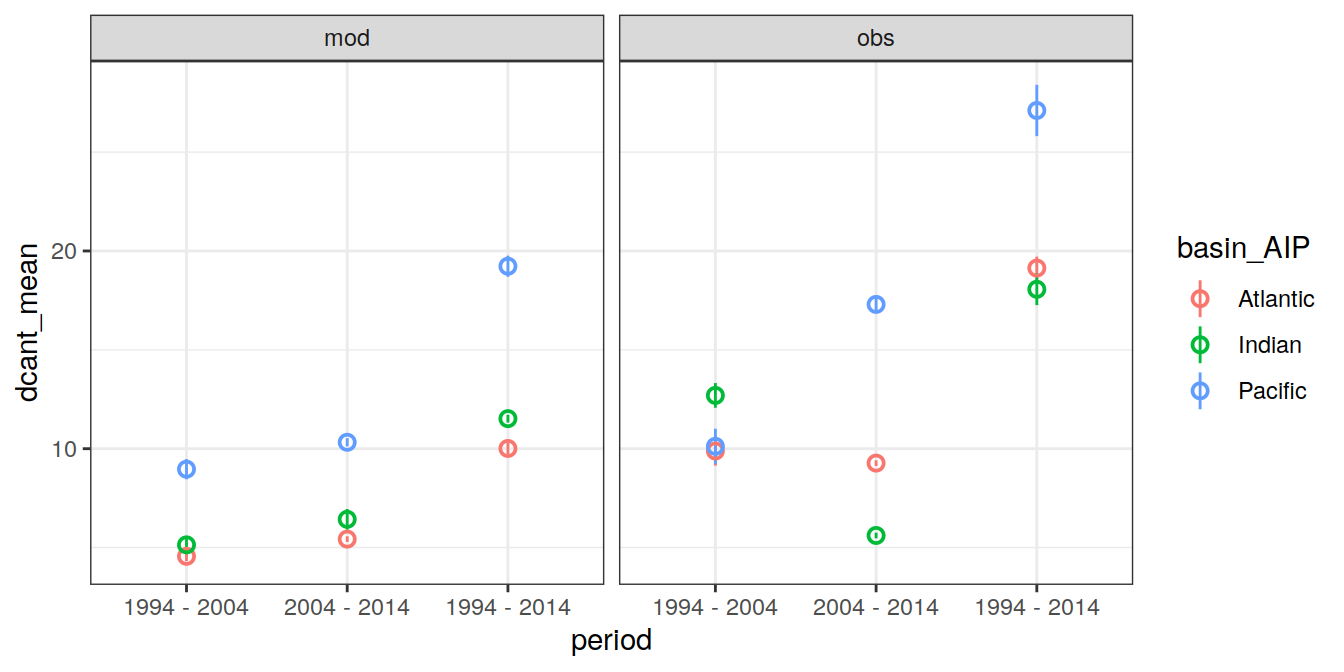 mod
obs
dcant_mean
20
10
1994 - 2004
2004 - 2014
1994 - 2014
1994 - 2004
2004 - 2014
1994 - 2014
period
basin_AIP
Atlantic
Indian
Pacific